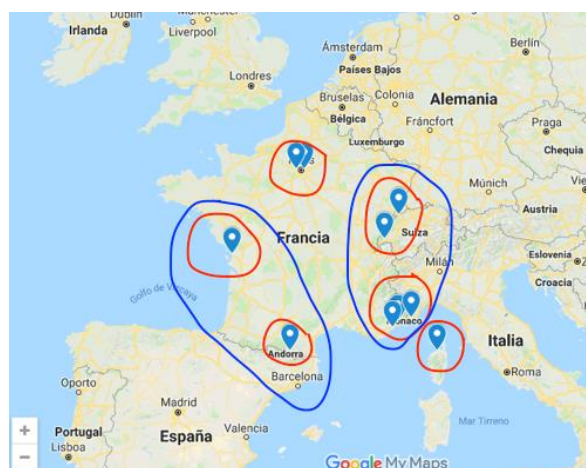 Dublín
Mánchester
Irlanda
Liverpool
Londres
Ámsterdam
Países Bajos
Berlín
Bruselas
Bélgica
Colonia
Alemania
Fráncfort
Luxemburgo
Praga
Chequia
Múnich
Austria
Francia
Suiza
Milán
Eslovenia
Croacia
Golfo de Vizcaya
Mónaco
Andorra
Italia
Barcelona
Roma
Oporto
Madrid
Portugal
España
Valencia
Mar Tirreno
Lisboa
+
−
Google My Maps